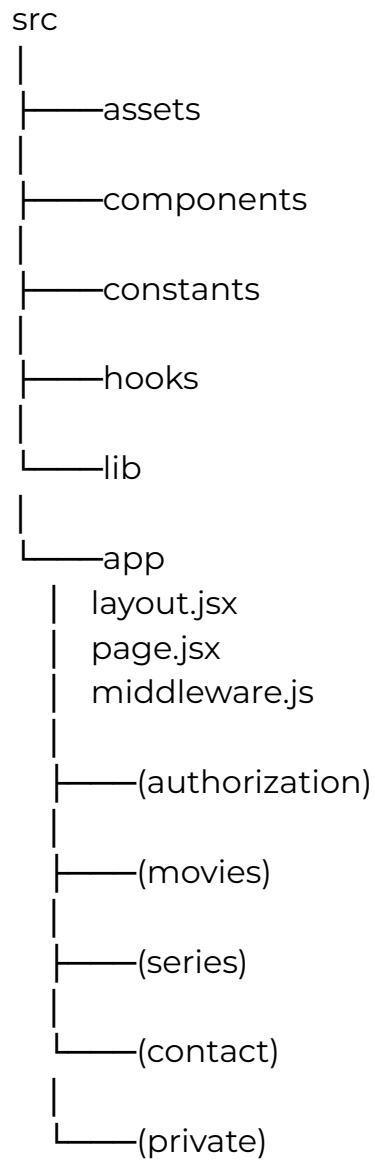 src
assets
components
constants
hooks
lib
app
layout.jsx
page.jsx
middleware.js
(authorization)
(movies)
(series)
(contact)
(private)